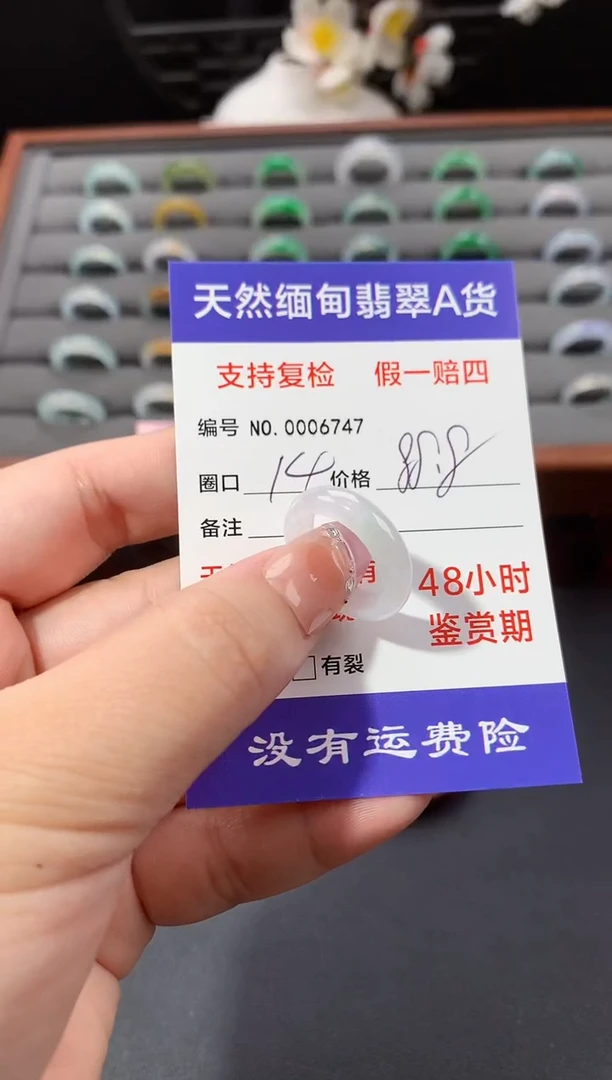 天然缅甸翡翠A货
支持复检 假一赔四
编号 NO.0006747
圈口 14 价格
备注
48小时
鉴赏期
有裂
没有运费险